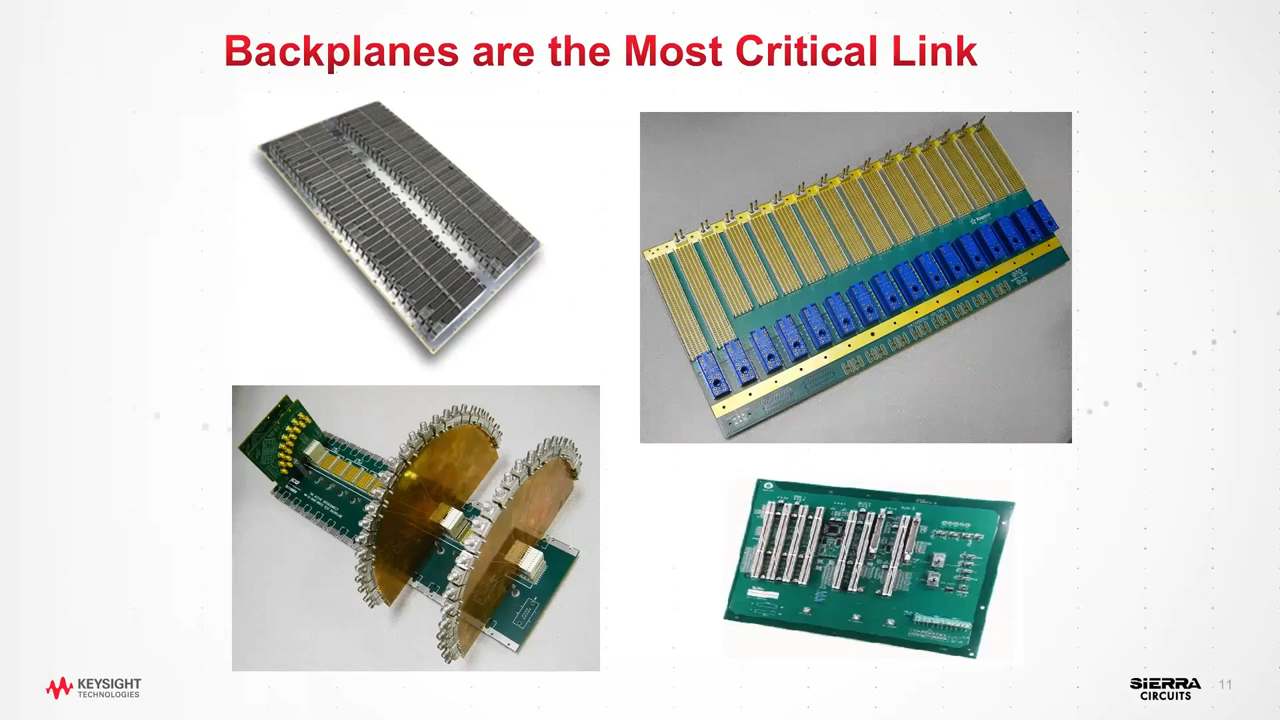 Backplanes are the Most Critical Link
KEYSIGHT
TECHNOLOGIES
SIERRA
CIRCUITS
11